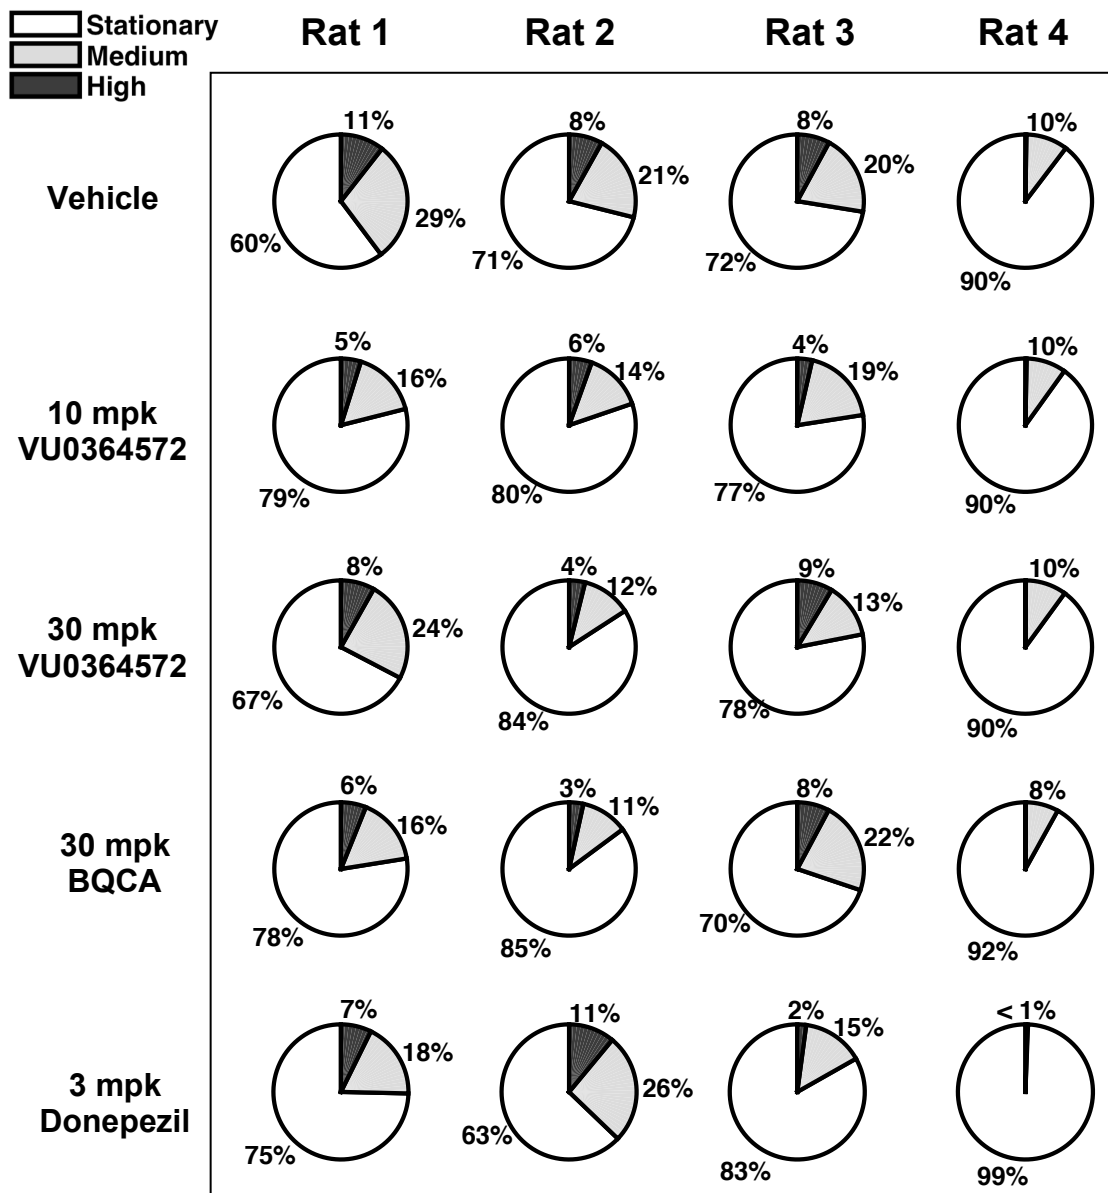 Stationary
Medium
High
Rat 1 Rat 2 Rat 3 Rat 4
Vehicle
11% 29% 60%
8% 21% 71%
8% 20% 72%
10% 90%
10 mpk
VU0364572
5% 16% 79%
6% 14% 80%
4% 19% 77%
10% 90%
30 mpk
VU0364572
8% 24% 67%
4% 12% 84%
9% 13% 78%
10% 90%
30 mpk
BQCA
6% 16% 78%
3% 11% 85%
8% 22% 70%
8% 92%
3 mpk
Donepezil
7% 18% 75%
11% 26% 63%
2% 15% 83%
< 1% 99%